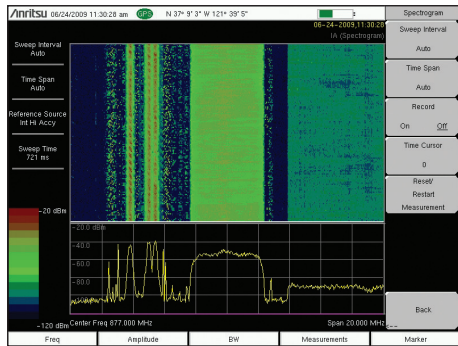 Anritsu 06/24/2009 11:30:28 am GPS N 37° 9' 3" W 121° 39' 5"
Spectrogram
06-24-2009,11:30:28
IA (Spectrogram)
Sweep Interval
Auto
Time Span
Auto
Reference Source
Int Hi Accy
Sweep Time
721 ms
-20 dBm
-120 dBm
-20.0 dBm
-40.0
-60.0
-80.0
Center Freq 877.000 MHz
Span 20.000 MHz
Sweep Interval
Auto
Time Span
Auto
Record
On Off
Time Cursor
0
Reset/
Restart
Measurement
Back
Freq
Amplitude
BW
Measurements
Marker